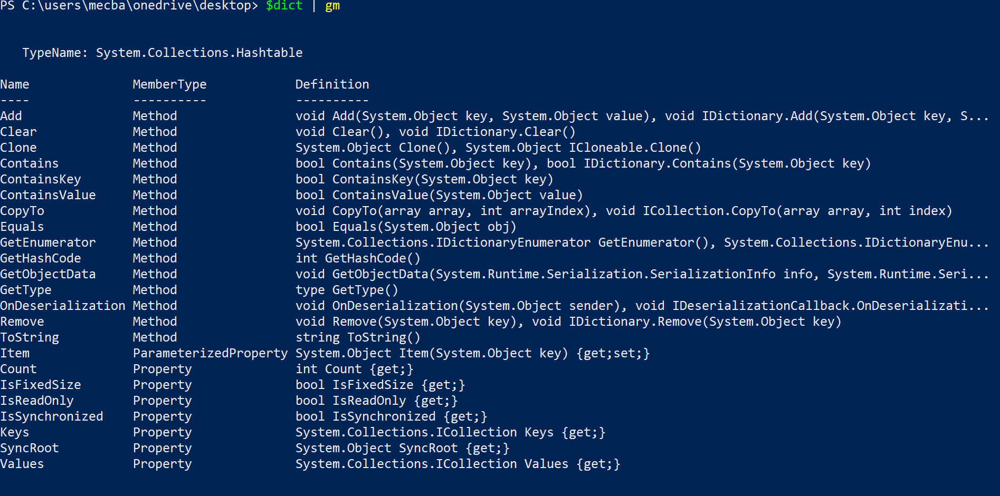 PS C:\users\mecba\onedrive\desktop> $dict | gm
TypeName: System.Collections.Hashtable
Name MemberType Definition
---- ---------- ----------
Add Method void Add(System.Object key, System.Object value), void IDictionary.Add(System.Object key, S...
Clear Method void Clear(), void IDictionary.Clear()
Clone Method System.Object Clone(), System.Object ICloneable.Clone()
Contains Method bool Contains(System.Object key), bool IDictionary.Contains(System.Object key)
ContainsKey Method bool ContainsKey(System.Object key)
ContainsValue Method bool ContainsValue(System.Object value)
CopyTo Method void CopyTo(array array, int arrayIndex), void ICollection.CopyTo(array array, int index)
Equals Method bool Equals(System.Object obj)
GetEnumerator Method System.Collections.IDictionaryEnumerator GetEnumerator(), System.Collections.IDictionaryEnu...
GetHashCode Method int GetHashCode()
GetObjectData Method void GetObjectData(System.Runtime.Serialization.SerializationInfo info, System.Runtime.Seri...
GetType Method type GetType()
OnDeserialization Method void OnDeserialization(System.Object sender), void IDeserializationCallback.OnDeserializati...
Remove Method void Remove(System.Object key), void IDictionary.Remove(System.Object key)
ToString Method string ToString()
Item ParameterizedProperty System.Object Item(System.Object key) {get;set;}
Count Property int Count {get;}
IsFixedSize Property bool IsFixedSize {get;}
IsReadOnly Property bool IsReadOnly {get;}
IsSynchronized Property bool IsSynchronized {get;}
Keys Property System.Collections.ICollection Keys {get;}
SyncRoot Property System.Object SyncRoot {get;}
Values Property System.Collections.ICollection Values {get;}